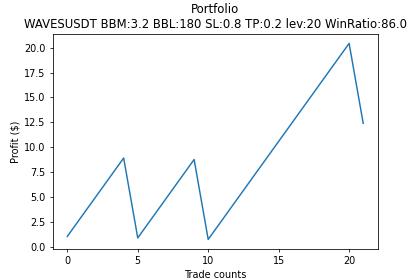 Portfolio
WAVESUSDT BBM:3.2 BBL:180 SL:0.8 TP:0.2 lev:20 WinRatio:86.0
20.0
17.5
15.0
12.5
10.0
7.5
5.0
2.5
0.0
Profit ($)
0 5 10 15 20
Trade counts